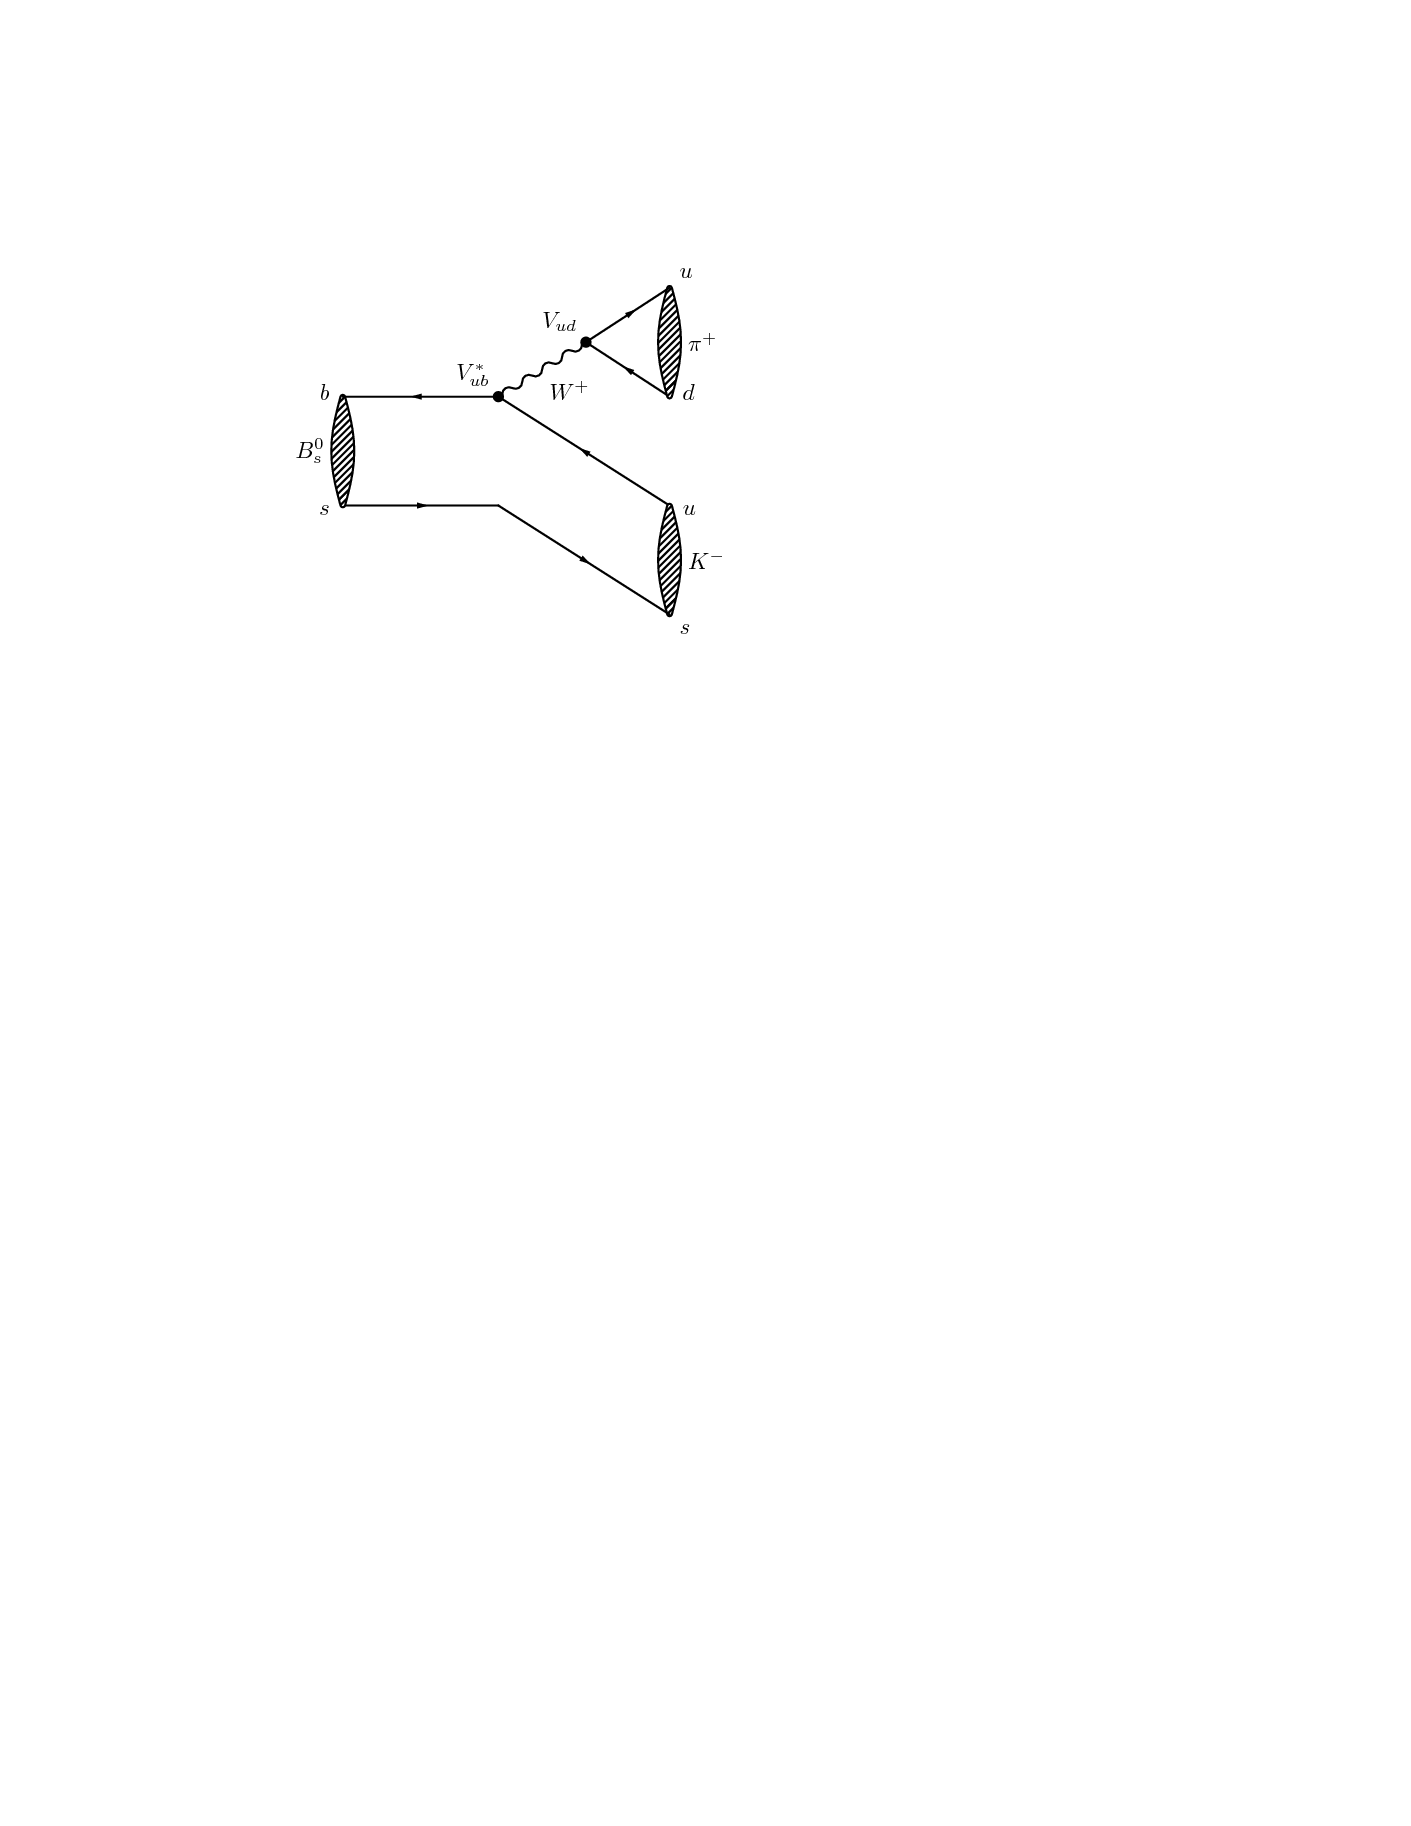 u
V_{ud}
π^+
V_{ub}^*
W^+
b
d
B_s^0
s
u
K^-
s